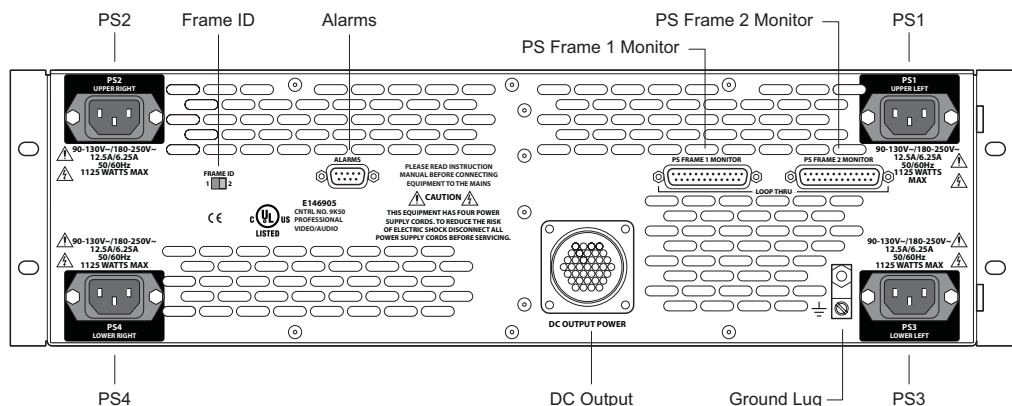 PS2
Frame ID
Alarms
PS Frame 1 Monitor
PS Frame 2 Monitor
PS1
PS2
UPPER RIGHT
90-130V~/180-250V~
12.5A/6.25A
50/60Hz
1125 WATTS MAX
FRAME ID
1 2
ALARMS
PLEASE READ INSTRUCTION
MANUAL BEFORE CONNECTING
EQUIPMENT TO THE MAINS
CAUTION
THIS EQUIPMENT HAS FOUR POWER
SUPPLY CORDS. TO REDUCE THE RISK
OF ELECTRIC SHOCK DISCONNECT ALL
POWER SUPPLY CORDS BEFORE SERVICING.
CE
C UL US
LISTED
E146905
CNTRL NO. 9K50
PROFESSIONAL
VIDEO/AUDIO
PS FRAME 1 MONITOR
PS FRAME 2 MONITOR
LOOP THRU
PS1
UPPER LEFT
90-130V~/180-250V~
12.5A/6.25A
50/60Hz
1125 WATTS
MAX
90-130V~/180-250V~
12.5A/6.25A
50/60Hz
1125 WATTS MAX
PS4
LOWER RIGHT
DC OUTPUT POWER
90-130V~/180-250V~
12.5A/6.25A
50/60Hz
1125 WATTS MAX
PS3
LOWER LEFT
PS4
DC Output
Ground Lug
PS3